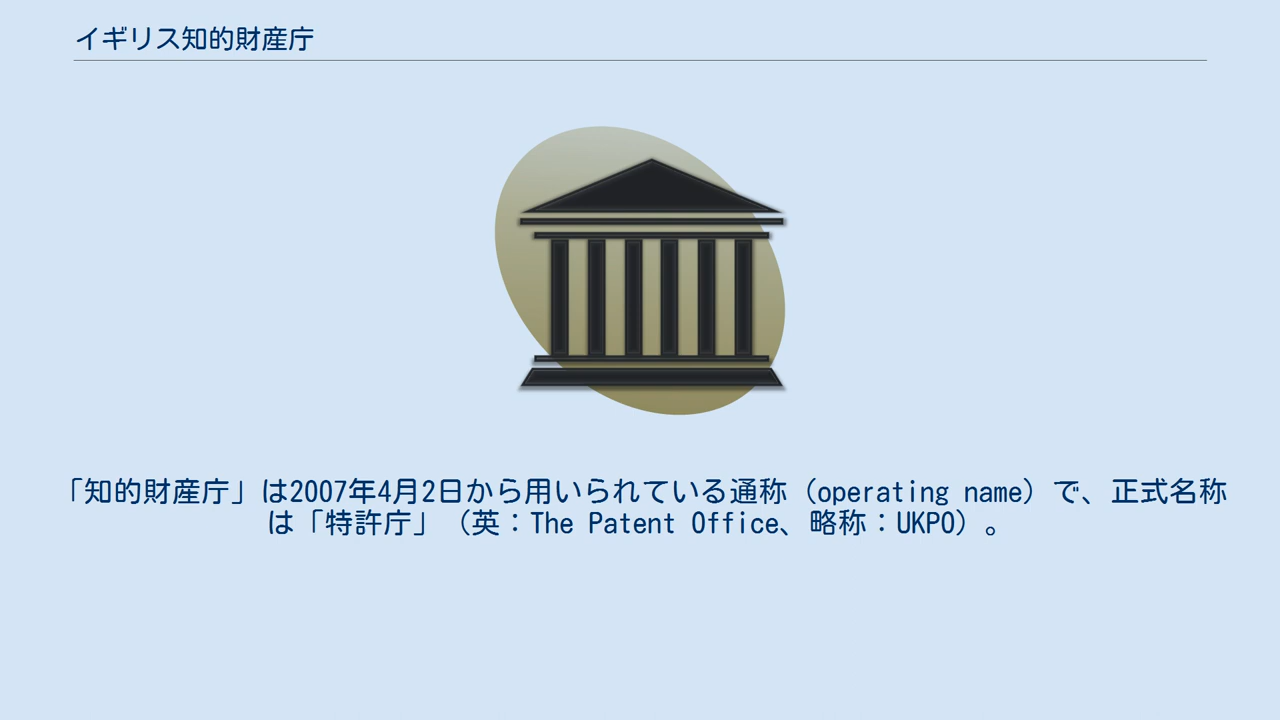 イギリス知的財産庁
「知的財産庁」は2007年4月2日から用いられている通称（operating name）で、正式名称
は「特許庁」（英：The Patent Office、略称：UKPO）。